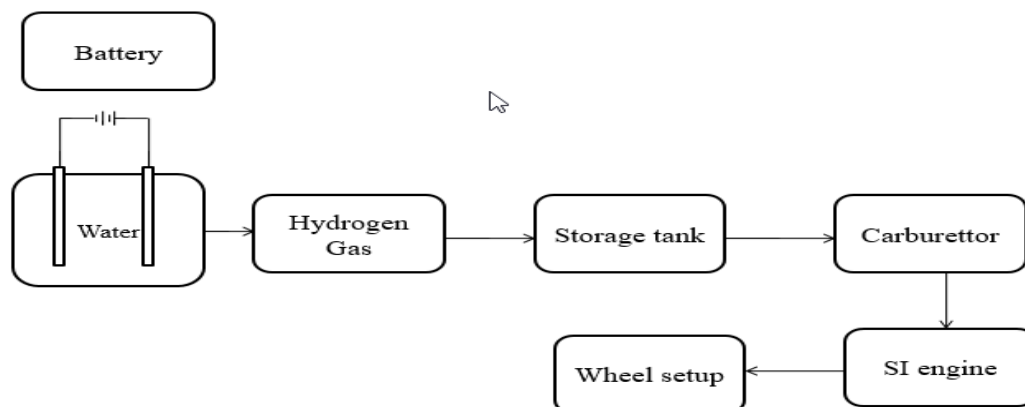 Battery
Water
Hydrogen
Gas
Storage tank
Carburettor
SI engine
Wheel setup